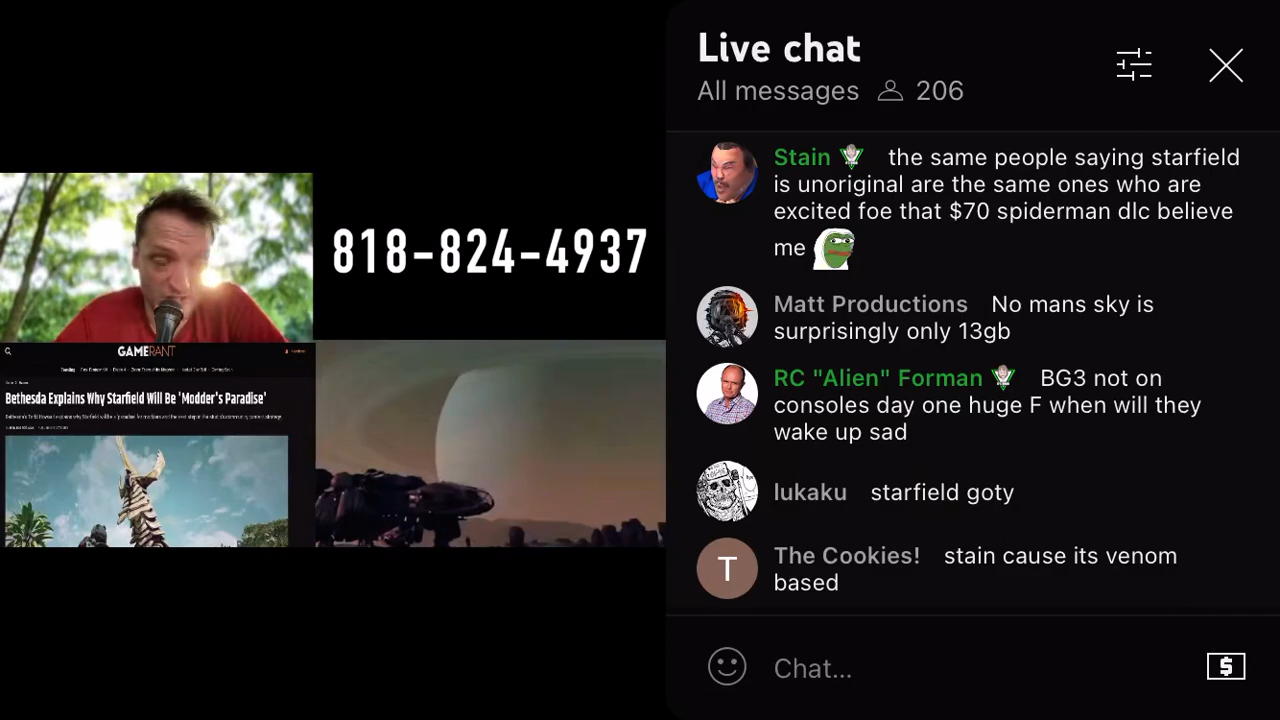 Live chat
All messages 206
Stain the same people saying starfield
is unoriginal are the same ones who are
excited foe that $70 spiderman dlc believe
me
818-824-4937
Matt Productions No mans sky is
surprisingly only 13gb
GAMERANT
Bethesda Explains Why Starfield Will Be 'Modder's Paradise'
RC "Alien" Forman BG3 not on
consoles day one huge F when will they
wake up sad
lukaku starfield goty
T
The Cookies! stain cause its venom
based
Chat...
$